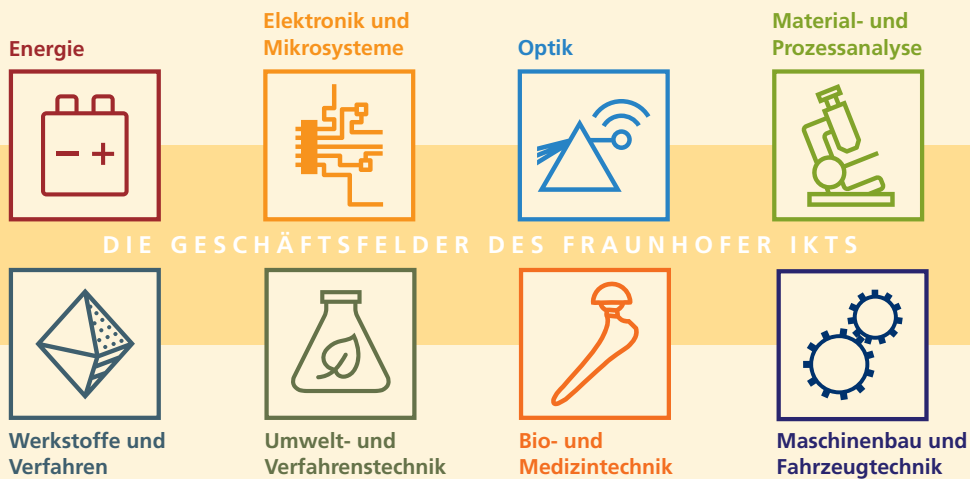 Energie
Elektronik und
Mikrosysteme
Optik
Material- und
Prozessanalyse
DIE GESCHÄFTSFELDER DES FRAUNHOFER IKTS
Werkstoffe und
Verfahren
Umwelt- und
Verfahrenstechnik
Bio- und
Medizintechnik
Maschinenbau und
Fahrzeugtechnik